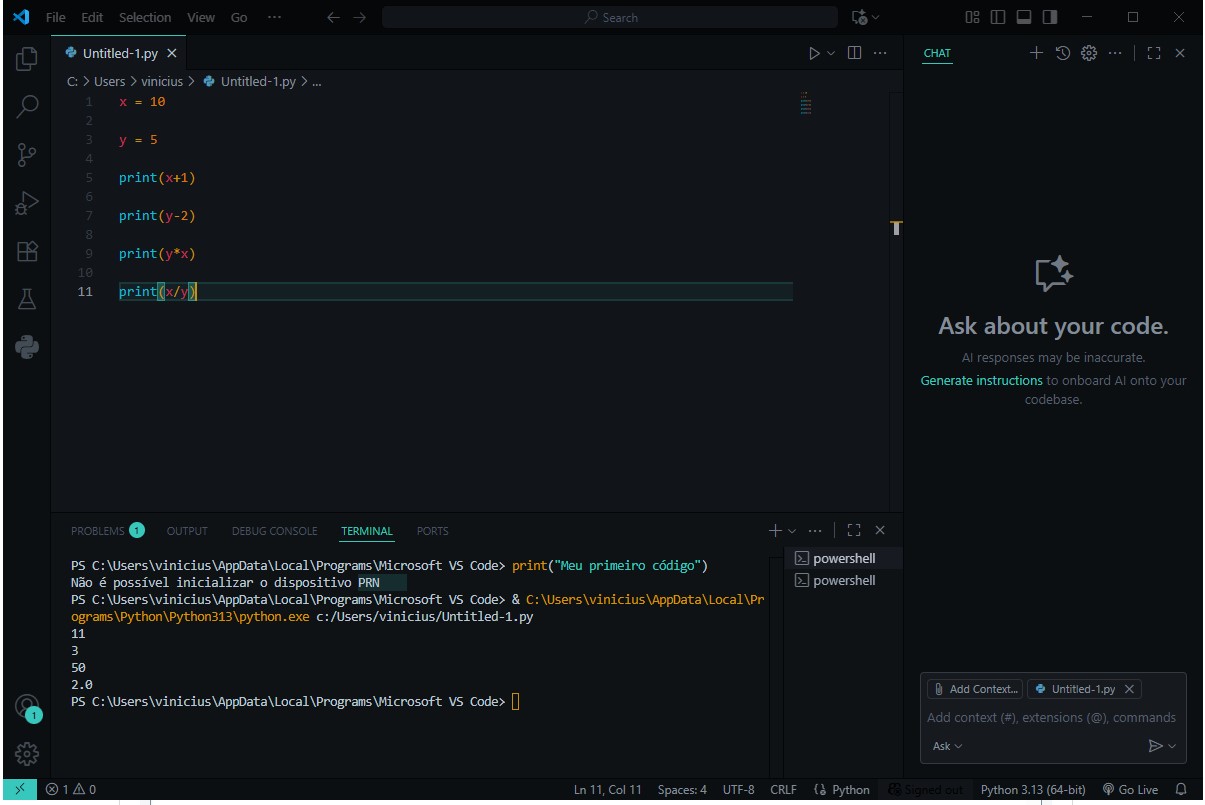 File Edit Selection View Go ··· Search
Untitled-1.py
C: > Users > vinicius > Untitled-1.py > ...
1 x = 10
2
3 y = 5
4
5 print(x+1)
6
7 print(y-2)
8
9 print(y*x)
10
11 print(x/y)
CHAT
Ask about your code.
AI responses may be inaccurate.
Generate instructions to onboard AI onto your
codebase.
Add Context... Untitled-1.py
Add context (#), extensions (@), commands
Ask
PROBLEMS 1 OUTPUT DEBUG CONSOLE TERMINAL PORTS
PS C:\Users\vinicius\AppData\Local\Programs\Microsoft VS Code> print("Meu primeiro código")
Não é possível inicializar o dispositivo PRN
PS C:\Users\vinicius\AppData\Local\Programs\Microsoft VS Code> & C:\Users\vinicius\AppData\Local\Pr
ograms\Python\Python313\python.exe c:/Users/vinicius/Untitled-1.py
11
3
50
2.0
PS C:\Users\vinicius\AppData\Local\Programs\Microsoft VS Code>
powershell
powershell
1
1 0 Ln 11, Col 11 Spaces: 4 UTF-8 CRLF {} Python Signed out Python 3.13 (64-bit) Go Live